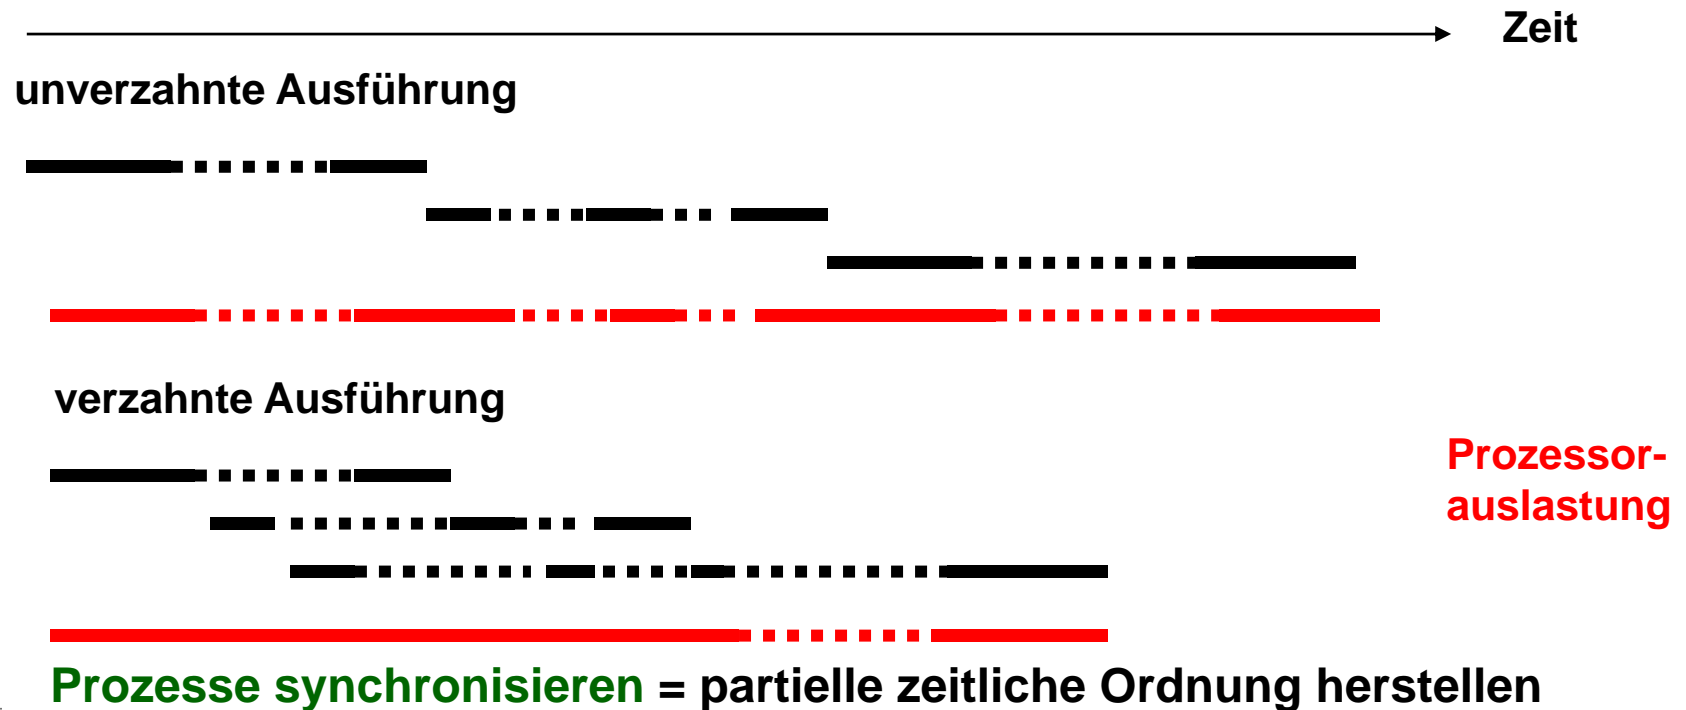 Zeit
unverzahnte Ausführung
verzahnte Ausführung
Prozessor-
auslastung
Prozesse synchronisieren = partielle zeitliche Ordnung herstellen